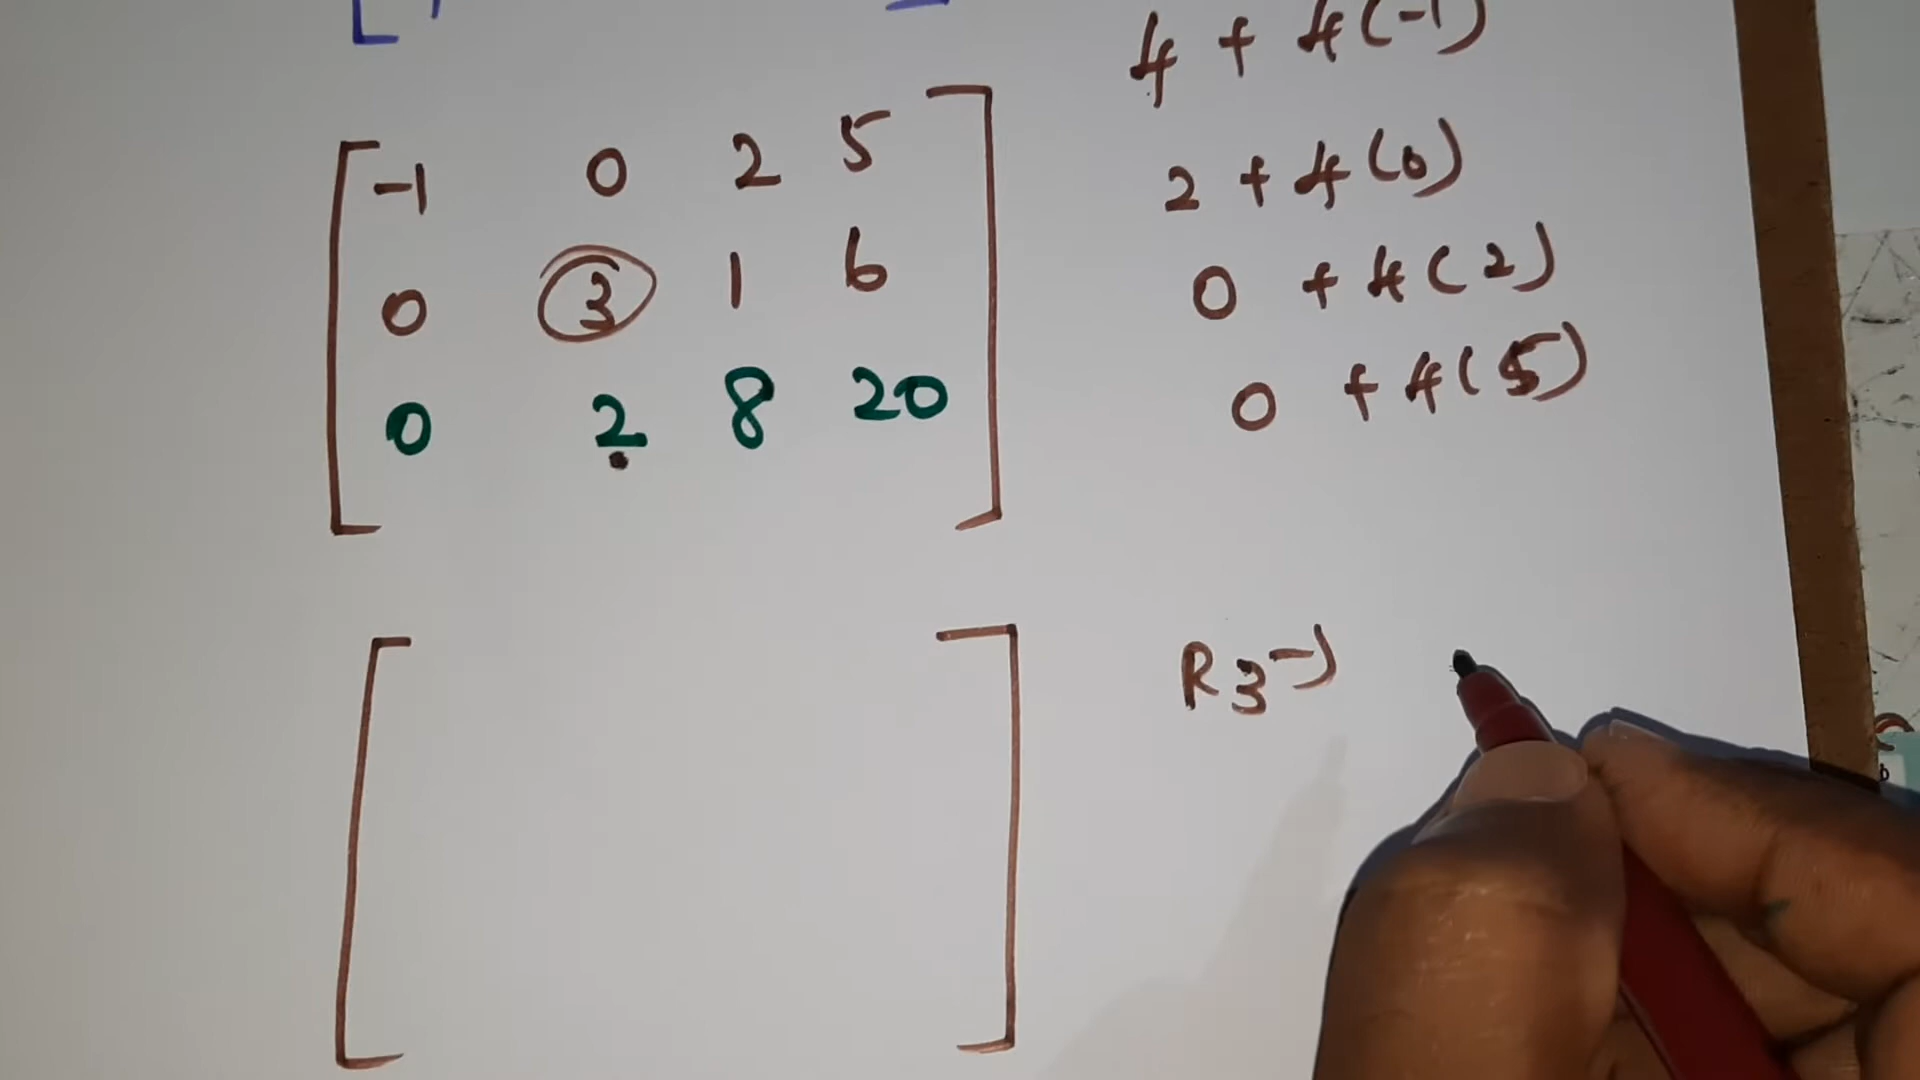 4 + 4(-1)
-1 0 2 5
2 + 4(0)
0 3 1 6
0 + 4(2)
0 2 8 20
0 + 4(5)
R3→